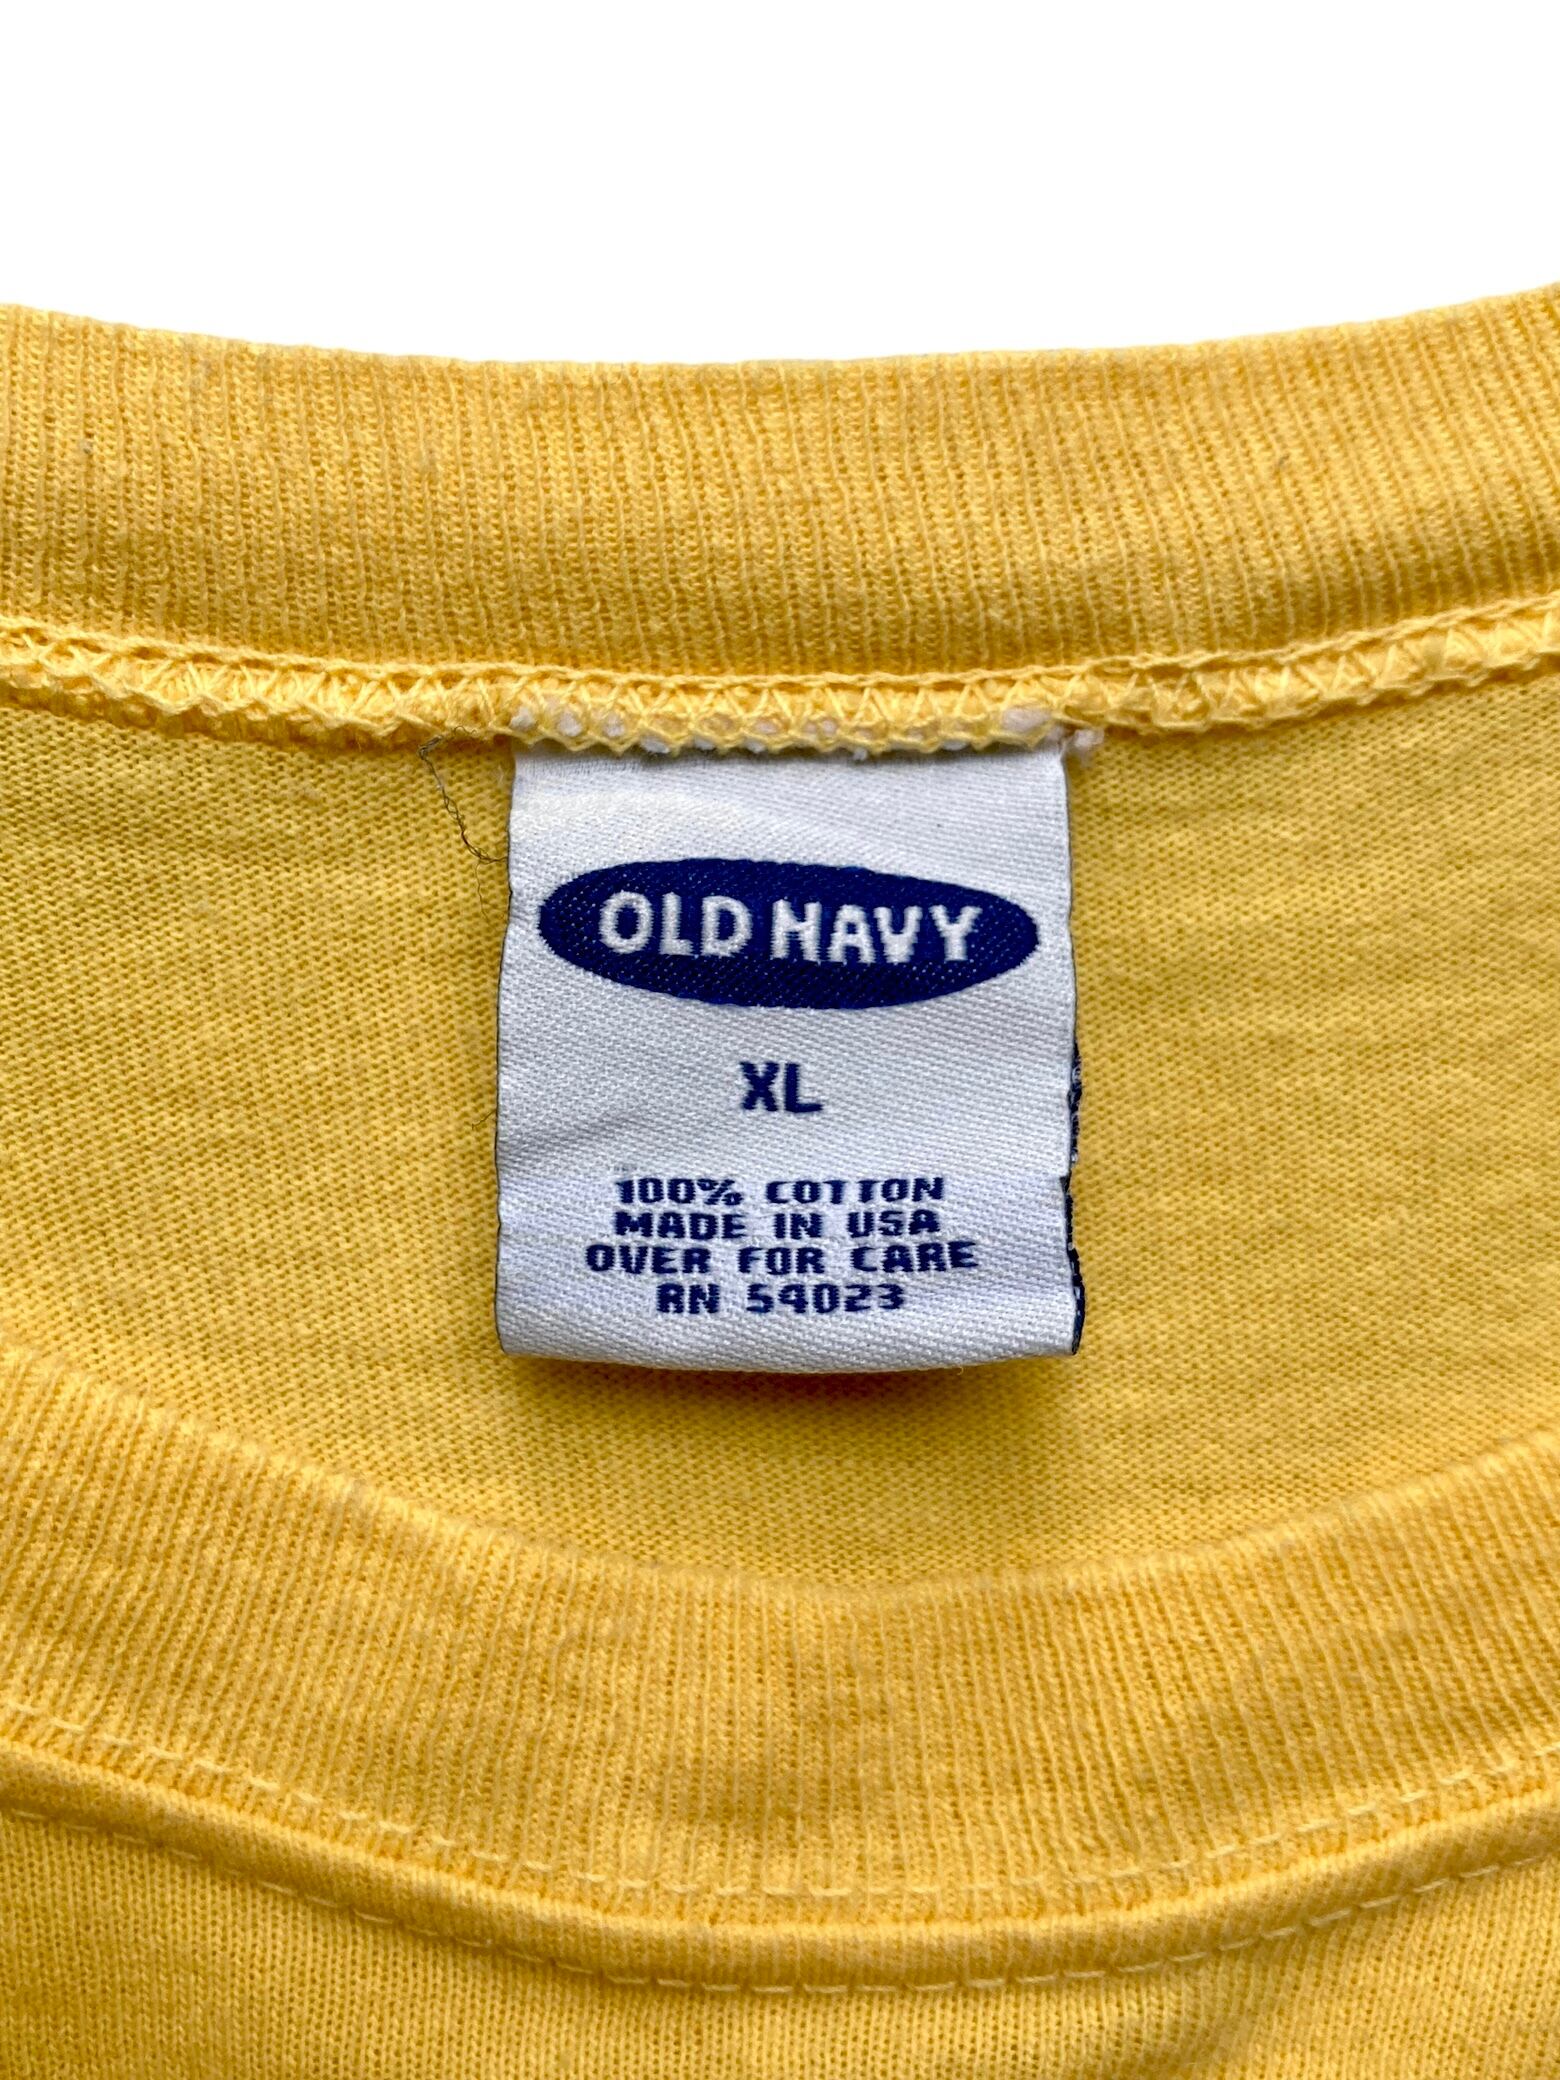 OLD NAVY
XL
100% COTTON
MADE IN USA
OVER FOR CARE
RN 54023